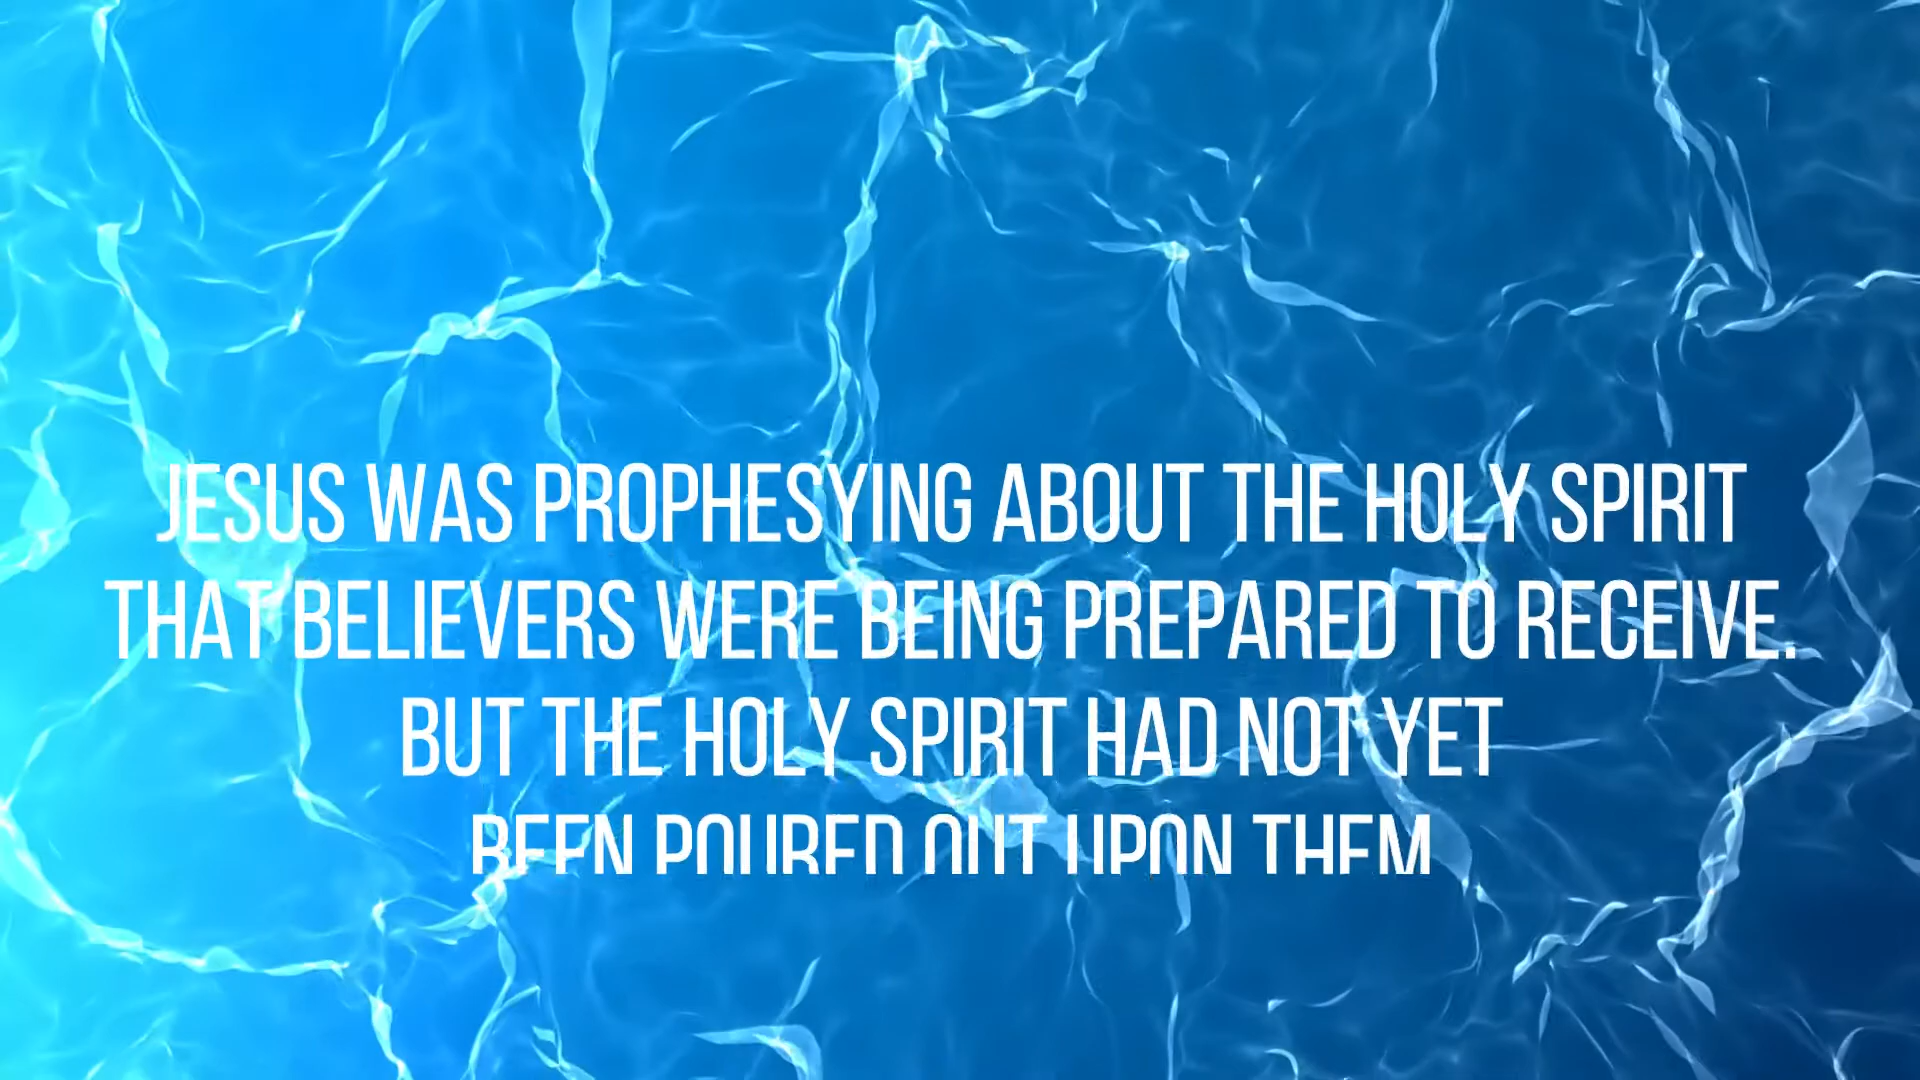 JESUS WAS PROPHESYING ABOUT THE HOLY SPIRIT
THAT BELIEVERS WERE BEING PREPARED TO RECEIVE.
BUT THE HOLY SPIRIT HAD NOT YET
BEEN POURED OUT UPON THEM